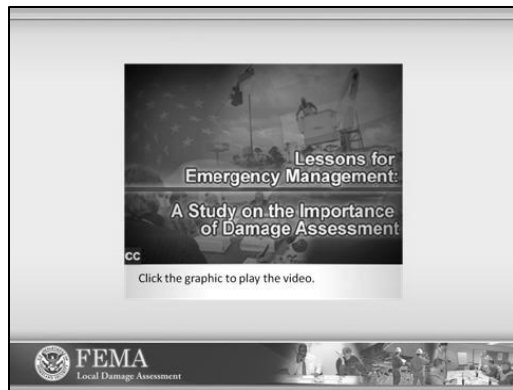 Lessons for
Emergency Management:
A Study on the Importance
of Damage Assessment
CC
Click the graphic to play the video.
FEMA
Local Damage Assessment